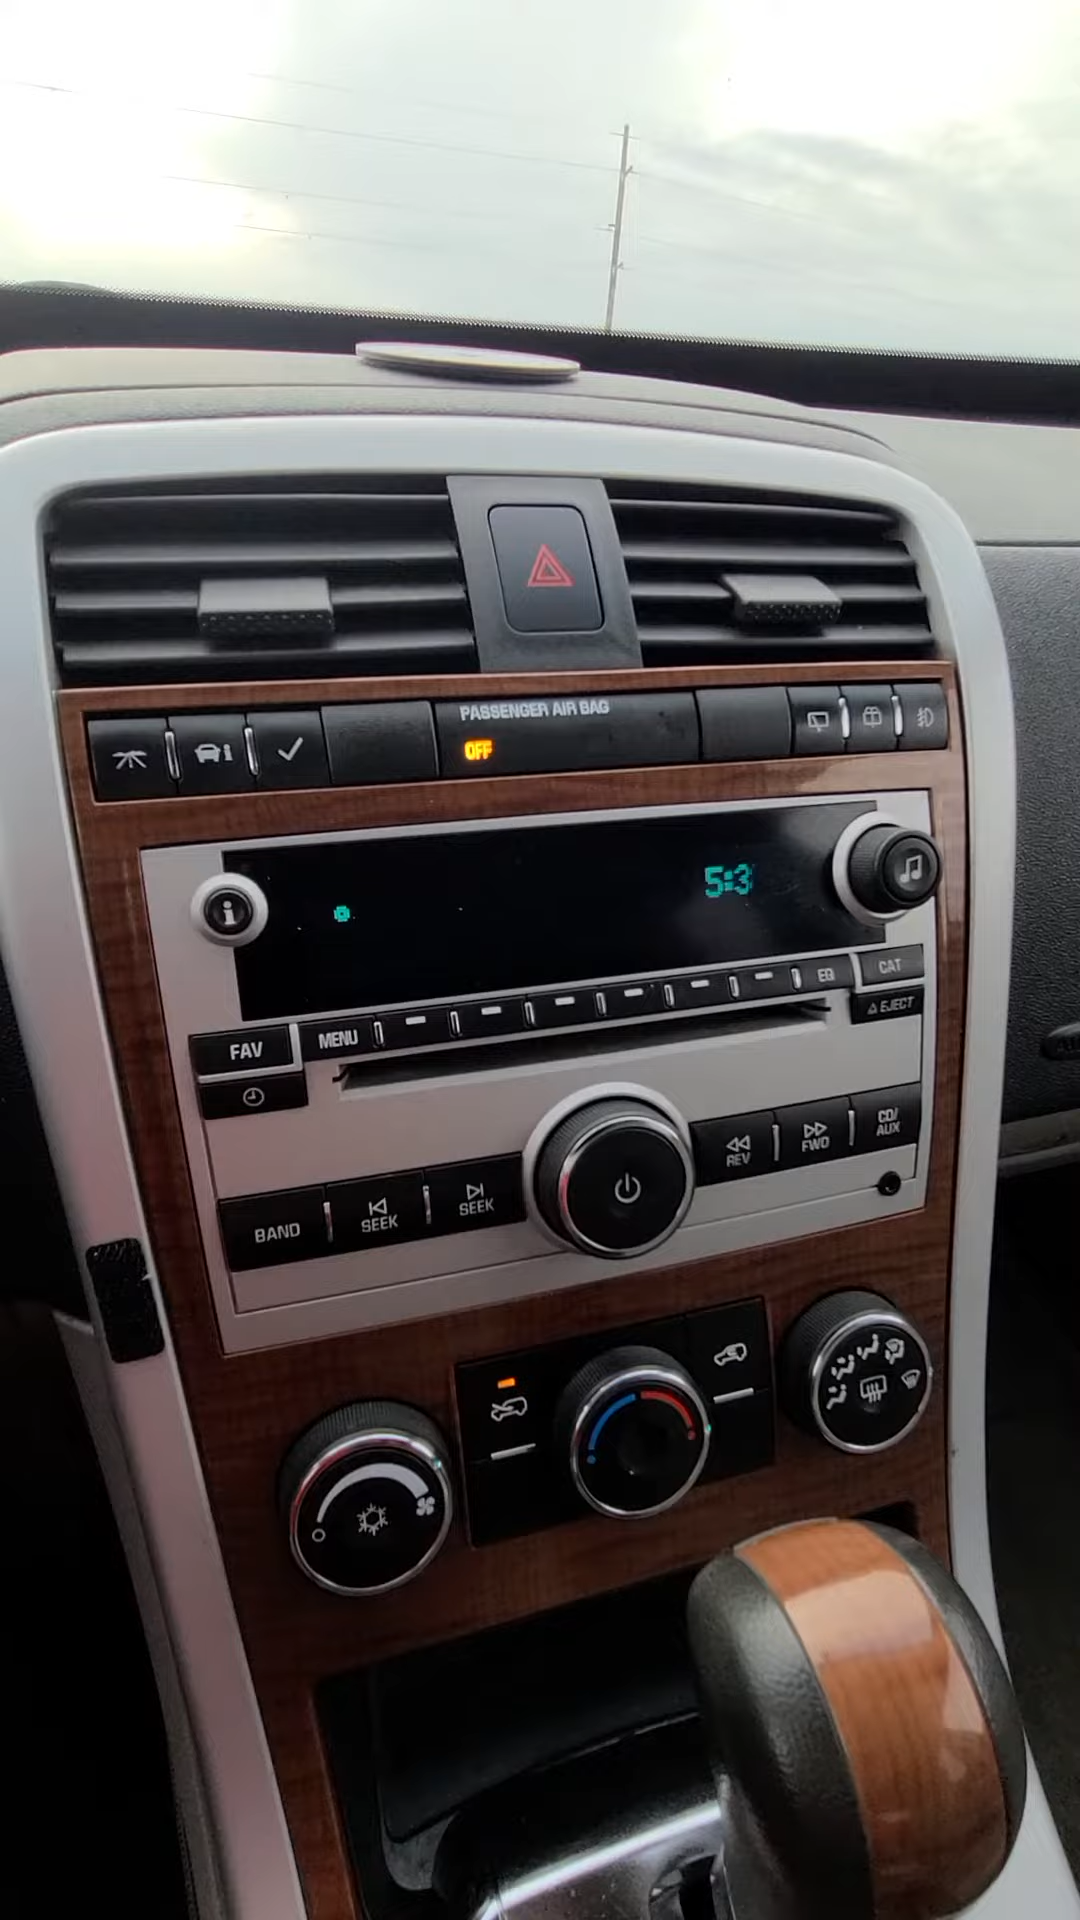 PASSENGER AIR BAG
OFF
5:3
i
EQ
CAT
MENU
EJECT
FAV
REV
FWD
CD/
AUX
BAND
SEEK
SEEK